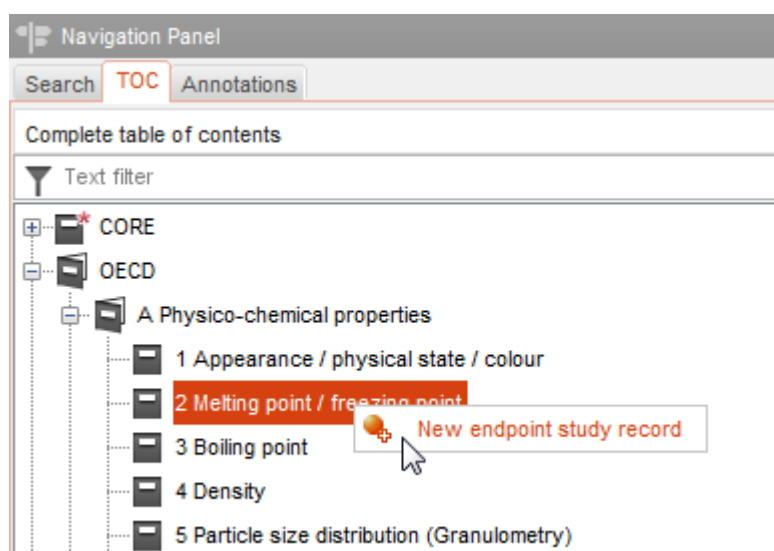 Navigation Panel
Search TOC Annotations
Complete table of contents
Text filter
CORE
OECD
A Physico-chemical properties
1 Appearance / physical state / colour
2 Melting point / freezing point
New endpoint study record
3 Boiling point
4 Density
5 Particle size distribution (Granulometry)